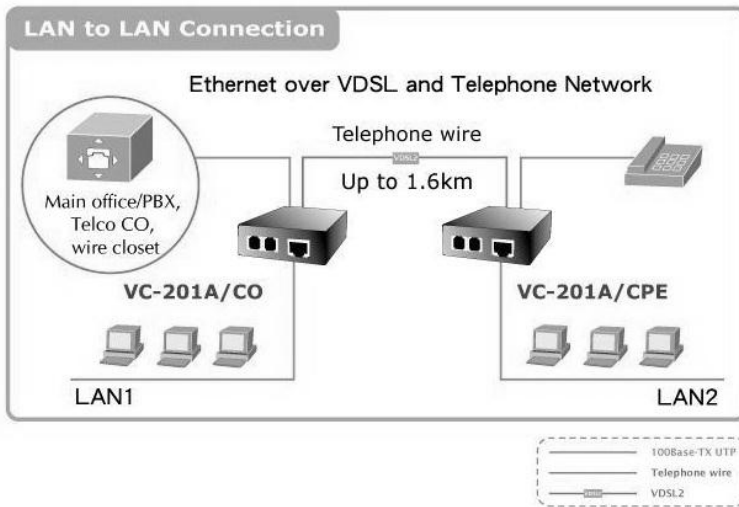 LAN to LAN Connection
Ethernet over VDSL and Telephone Network
Telephone wire
VDSL2
Up to 1.6km
Main office/PBX,
Telco CO,
wire closet
VC-201A/CO
VC-201A/CPE
LAN1
LAN2
100Base-TX UTP
Telephone wire
VDSL2